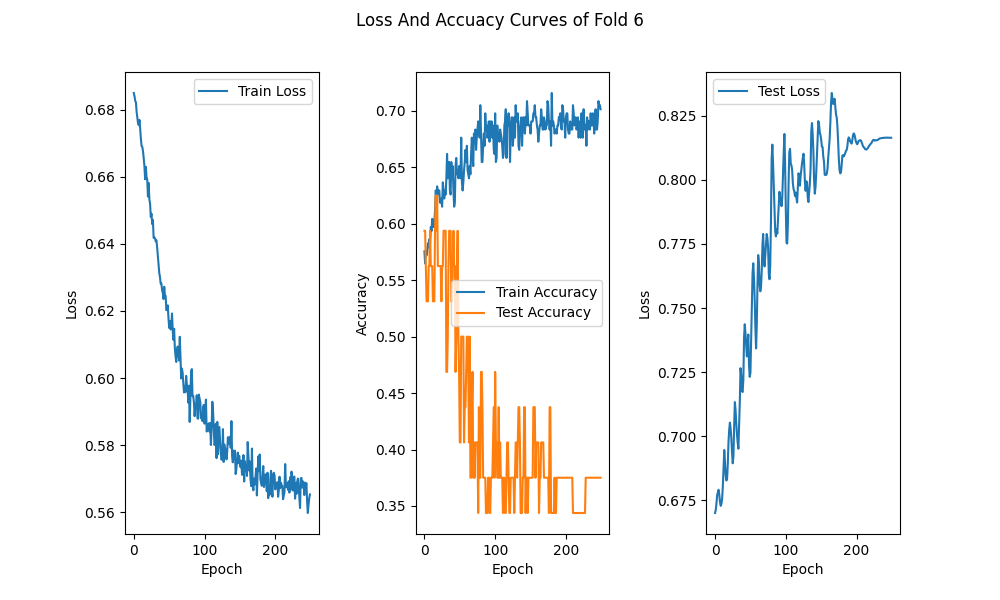 Loss And Accuacy Curves of Fold 6
Train Loss
0.68
0.66
0.64
0.62
0.60
0.58
0.56
Loss
0 100 200
Epoch
0.70
0.65
0.60
0.55
0.50
0.45
0.40
0.35
Accuracy
Train Accuracy
Test Accuracy
0 100 200
Epoch
Test Loss
0.825
0.800
0.775
0.750
0.725
0.700
0.675
Loss
0 100 200
Epoch